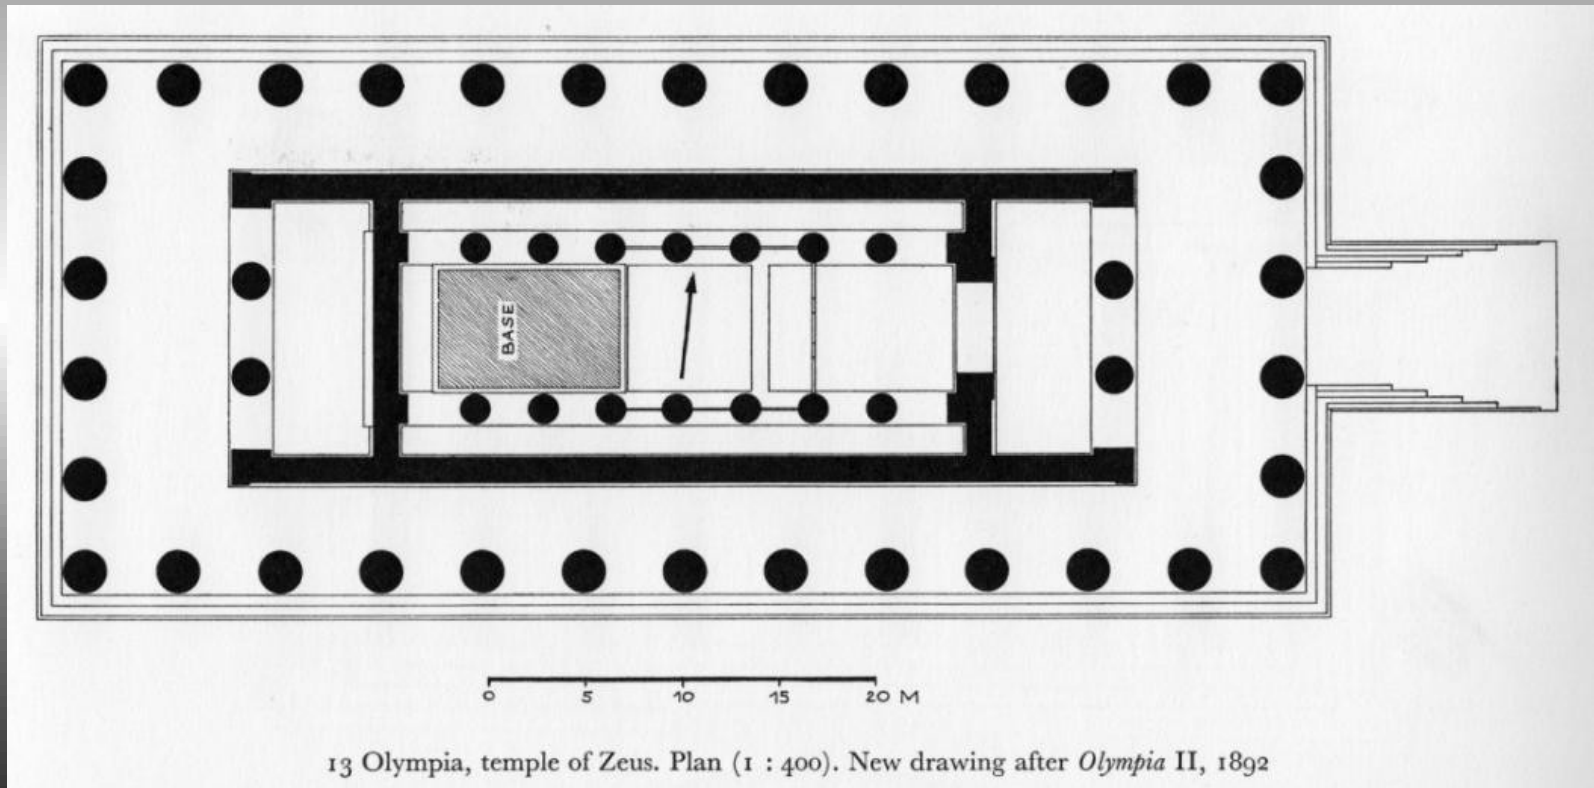 BASE
0 5 10 15 20 M
13 Olympia, temple of Zeus. Plan (1 : 400). New drawing after Olympia II, 1892